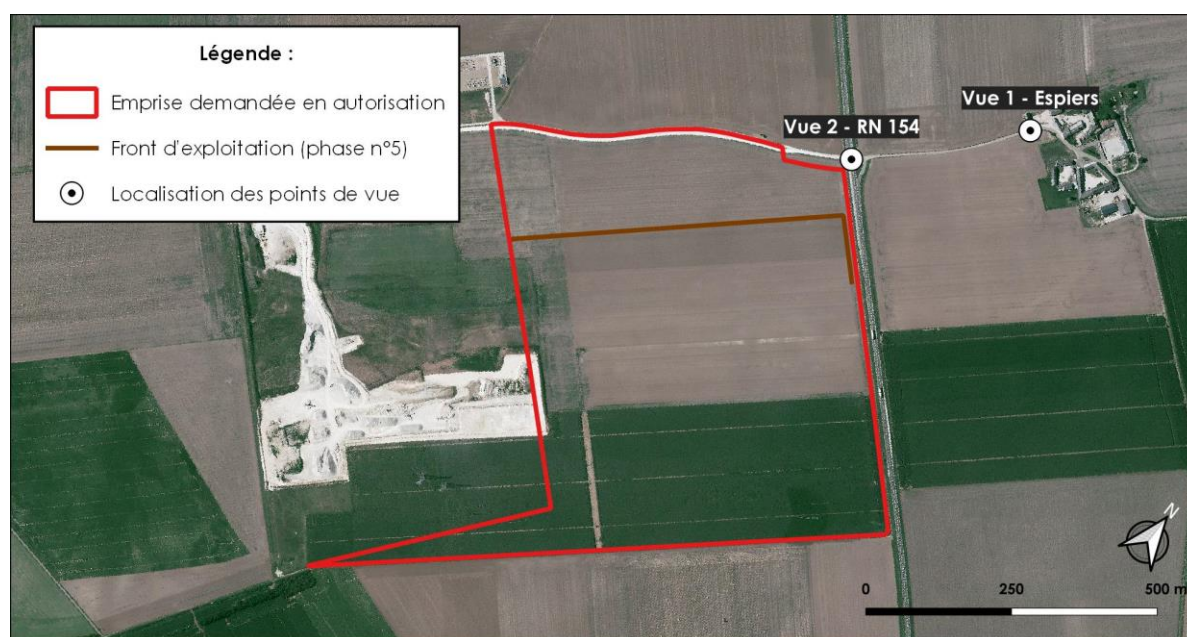 Légende :
Emprise demandée en autorisation
Front d'exploitation (phase n°5)
Localisation des points de vue
Vue 1 - Espiers
Vue 2 - RN 154
N
0 250 500 m